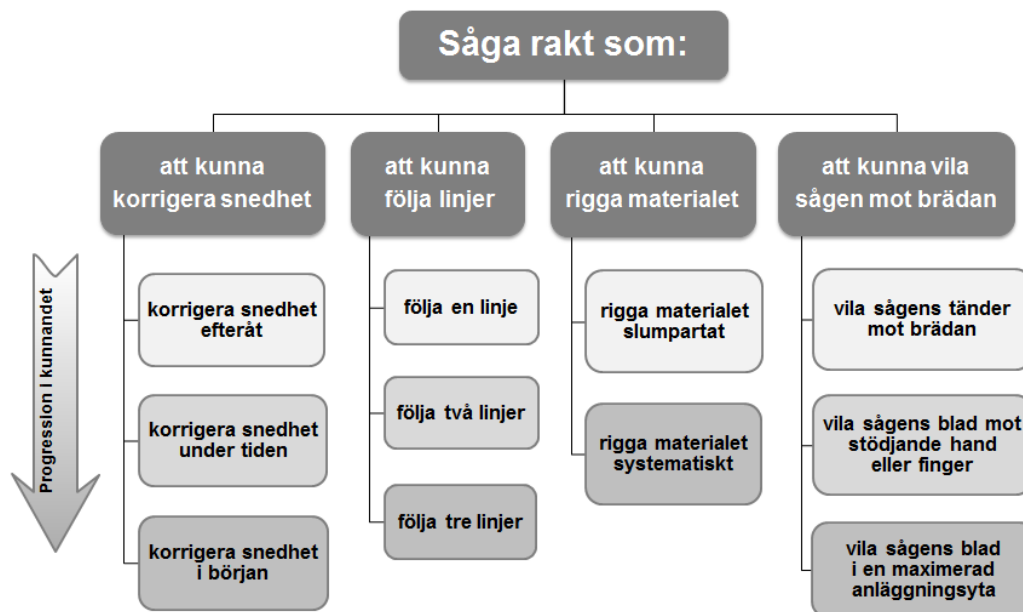 Såga rakt som:
att kunna
korrigera snedhet
att kunna
följa linjer
att kunna
rigga materialet
att kunna vila
sågen mot brädan
Progression i kunnandet
korrigera snedhet
efteråt
korrigera snedhet
under tiden
korrigera snedhet
i början
följa en linje
följa två linjer
följa tre linjer
rigga materialet
slumpartat
rigga materialet
systematiskt
vila sågens tänder
mot brädan
vila sågens blad mot
stödjande hand
eller finger
vila sågens blad
i en maximerad
anläggningsyta